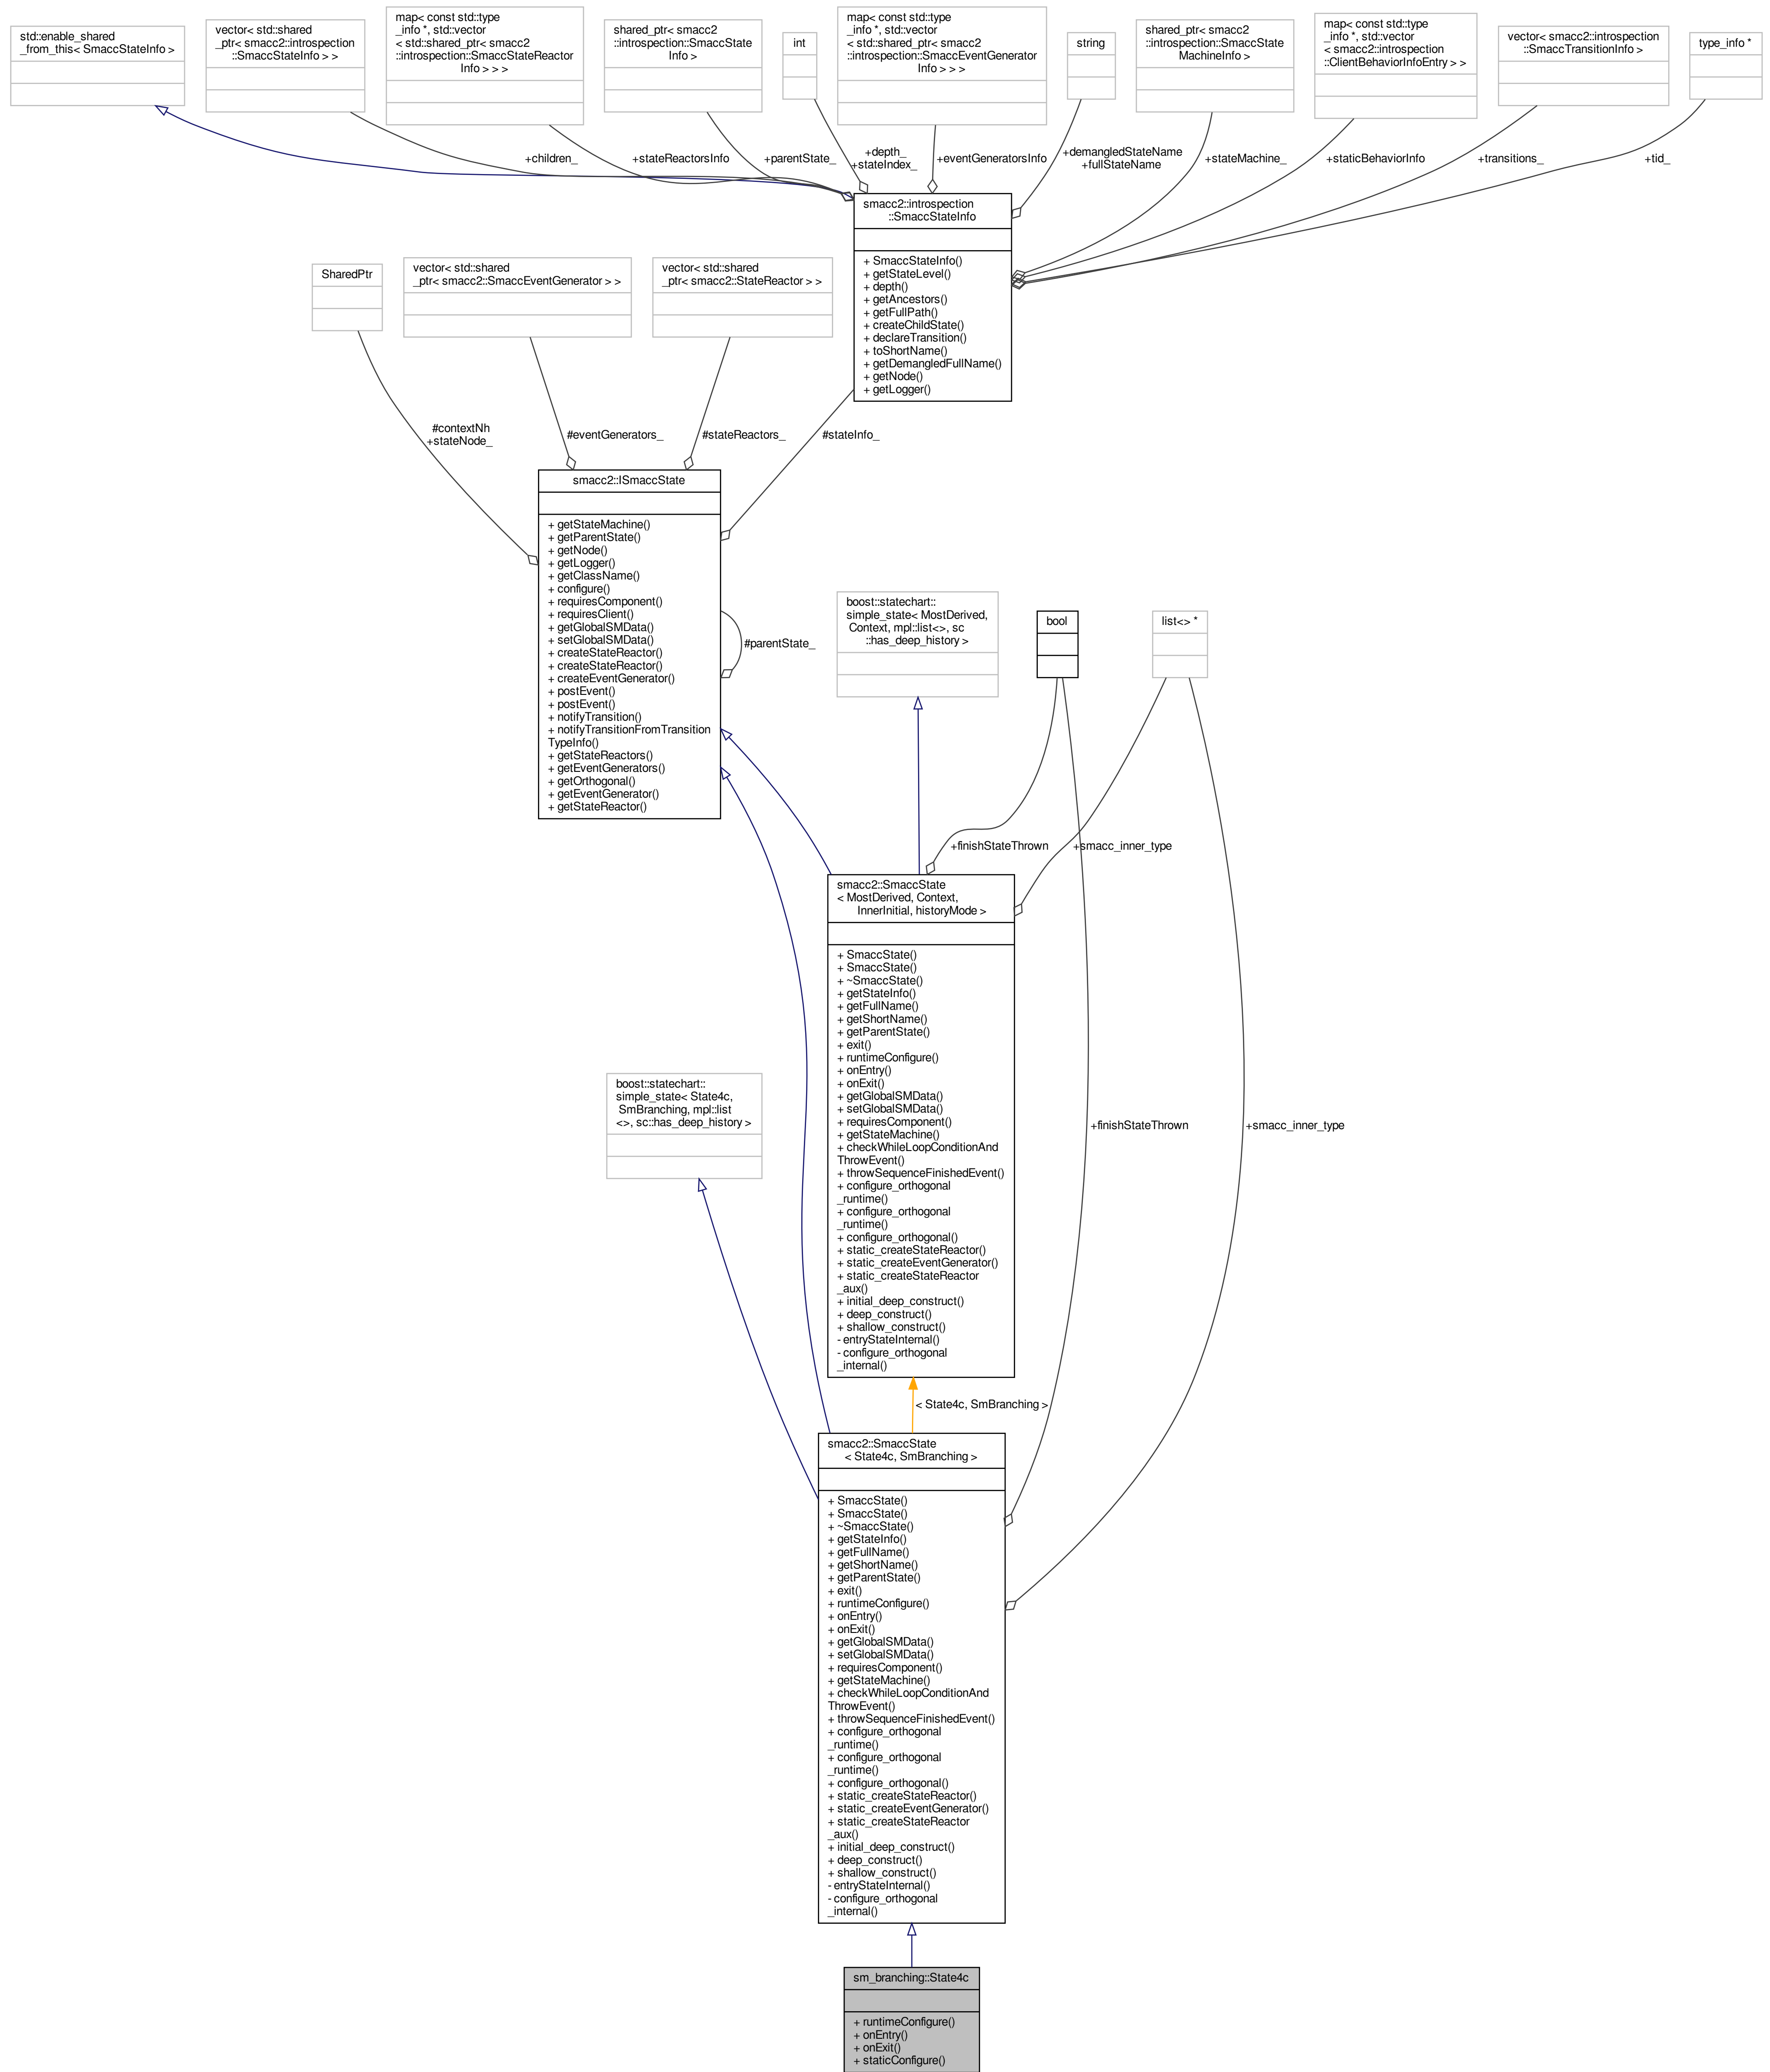 std::enable_shared
_from_this< SmaccStateInfo >
vector< std::shared
_ptr< smacc2::introspection
::SmaccStateInfo > >
map< const std::type
_info *, std::vector
< std::shared_ptr< smacc2
::introspection::SmaccStateReactor
Info > > >
shared_ptr< smacc2
::introspection::SmaccState
Info >
int
map< const std::type
_info *, std::vector
< std::shared_ptr< smacc2
::introspection::SmaccEventGenerator
Info > > >
string
shared_ptr< smacc2
::introspection::SmaccState
MachineInfo >
map< const std::type
_info *, std::vector
< smacc2::introspection
::ClientBehaviorInfoEntry > >
vector< smacc2::introspection
::SmaccTransitionInfo >
type_info *
+children_
+stateReactorsInfo
+parentState_
+depth_
+stateIndex_
+eventGeneratorsInfo
+demangledStateName
+fullStateName
+stateMachine_
+staticBehaviorInfo
+transitions_
+tid_
smacc2::introspection
::SmaccStateInfo
+ SmaccStateInfo()
+ getStateLevel()
+ depth()
+ getAncestors()
+ getFullPath()
+ createChildState()
+ declareTransition()
+ toShortName()
+ getDemangledFullName()
+ getNode()
+ getLogger()
SharedPtr
vector< std::shared
_ptr< smacc2::SmaccEventGenerator > >
vector< std::shared
_ptr< smacc2::StateReactor > >
#contextNh
+stateNode_
#eventGenerators_
#stateReactors_
#stateInfo_
smacc2::ISmaccState
+ getStateMachine()
+ getParentState()
+ getNode()
+ getLogger()
+ getClassName()
+ configure()
+ requiresComponent()
+ requiresClient()
+ getGlobalSMData()
+ setGlobalSMData()
+ createStateReactor()
+ createStateReactor()
+ createEventGenerator()
+ postEvent()
+ postEvent()
+ notifyTransition()
+ notifyTransitionFromTransition
TypeInfo()
+ getStateReactors()
+ getEventGenerators()
+ getOrthogonal()
+ getEventGenerator()
+ getStateReactor()
#parentState_
boost::statechart::
simple_state< MostDerived,
Context, mpl::list<>, sc
::has_deep_history >
bool
list<> *
+finishStateThrown
+smacc_inner_type
smacc2::SmaccState
< MostDerived, Context,
InnerInitial, historyMode >
+ SmaccState()
+ SmaccState()
+ ~SmaccState()
+ getStateInfo()
+ getFullName()
+ getShortName()
+ getParentState()
+ exit()
+ runtimeConfigure()
+ onEntry()
+ onExit()
+ getGlobalSMData()
+ setGlobalSMData()
+ requiresComponent()
+ getStateMachine()
+ checkWhileLoopConditionAnd
ThrowEvent()
+ throwSequenceFinishedEvent()
+ configure_orthogonal
_runtime()
+ configure_orthogonal
_runtime()
+ configure_orthogonal()
+ static_createStateReactor()
+ static_createEventGenerator()
+ static_createStateReactor
_aux()
+ initial_deep_construct()
+ deep_construct()
+ shallow_construct()
- entryStateInternal()
- configure_orthogonal
_internal()
boost::statechart::
simple_state< State4c,
SmBranching, mpl::list
<>, sc::has_deep_history >
+finishStateThrown
+smacc_inner_type
< State4c, SmBranching >
smacc2::SmaccState
< State4c, SmBranching >
+ SmaccState()
+ SmaccState()
+ ~SmaccState()
+ getStateInfo()
+ getFullName()
+ getShortName()
+ getParentState()
+ exit()
+ runtimeConfigure()
+ onEntry()
+ onExit()
+ getGlobalSMData()
+ setGlobalSMData()
+ requiresComponent()
+ getStateMachine()
+ checkWhileLoopConditionAnd
ThrowEvent()
+ throwSequenceFinishedEvent()
+ configure_orthogonal
_runtime()
+ configure_orthogonal
_runtime()
+ configure_orthogonal()
+ static_createStateReactor()
+ static_createEventGenerator()
+ static_createStateReactor
_aux()
+ initial_deep_construct()
+ deep_construct()
+ shallow_construct()
- entryStateInternal()
- configure_orthogonal
_internal()
sm_branching::State4c
+ runtimeConfigure()
+ onEntry()
+ onExit()
+ staticConfigure()